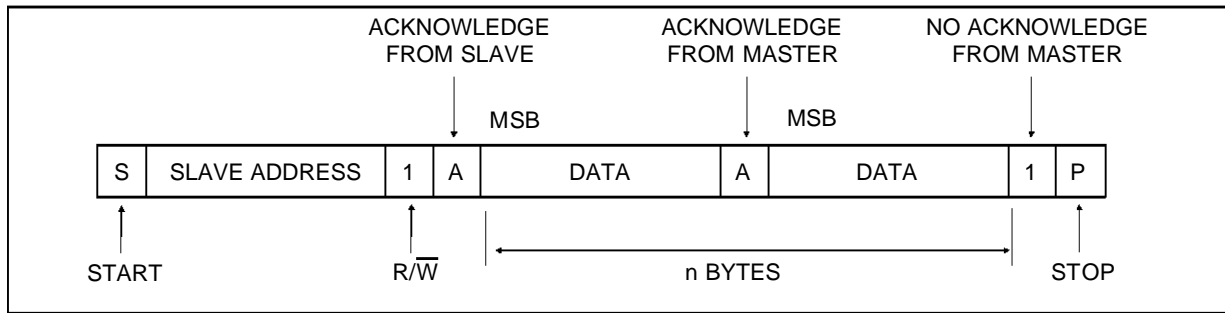 ACKNOWLEDGE
FROM SLAVE
ACKNOWLEDGE
FROM MASTER
NO ACKNOWLEDGE
FROM MASTER
MSB
MSB
S SLAVE ADDRESS 1 A DATA A DATA 1 P
START
R/W̅
n BYTES
STOP